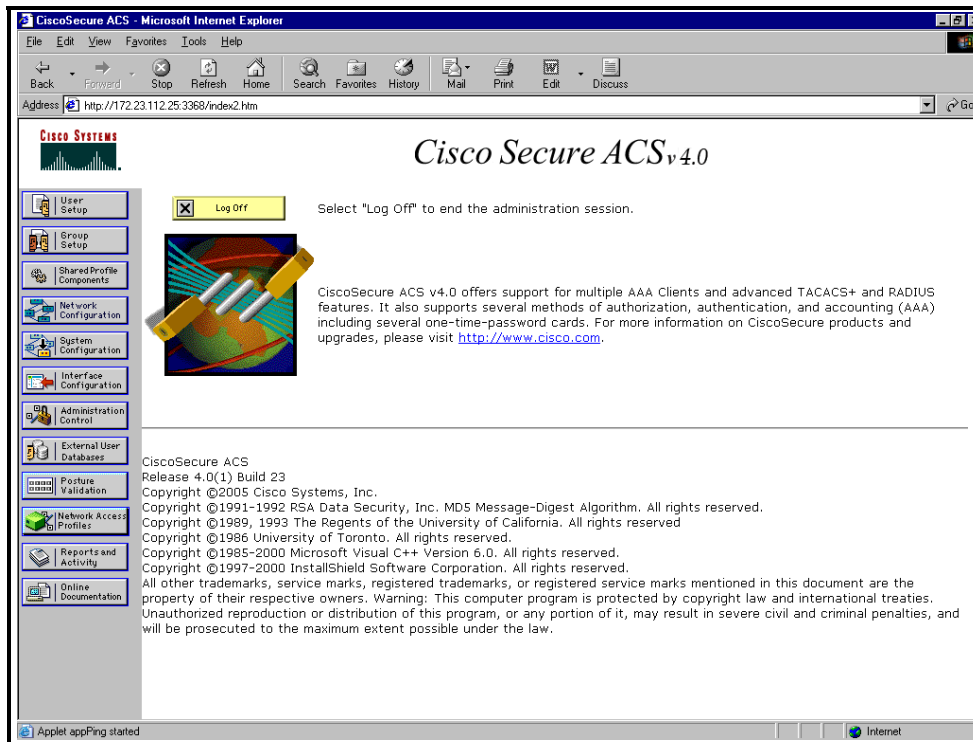 CiscoSecure ACS - Microsoft Internet Explorer
File Edit View Favorites Tools Help
Back Forward Stop Refresh Home Search Favorites History Mail Print Edit Discuss
Address http://172.23.112.25:3368/index2.htm Go
CISCO SYSTEMS
Cisco Secure ACS v 4.0
User Setup
Group Setup
Shared Profile Components
Network Configuration
System Configuration
Interface Configuration
Administration Control
External User Databases
Posture Validation
Network Access Profiles
Reports and Activity
Online Documentation
Log Off
Select "Log Off" to end the administration session.
CiscoSecure ACS v4.0 offers support for multiple AAA Clients and advanced TACACS+ and RADIUS
features. It also supports several methods of authorization, authentication, and accounting (AAA)
including several one-time-password cards. For more information on CiscoSecure products and
upgrades, please visit http://www.cisco.com.
CiscoSecure ACS
Release 4.0(1) Build 23
Copyright ©2005 Cisco Systems, Inc.
Copyright ©1991-1992 RSA Data Security, Inc. MD5 Message-Digest Algorithm. All rights reserved.
Copyright ©1989, 1993 The Regents of the University of California. All rights reserved
Copyright ©1986 University of Toronto. All rights reserved.
Copyright ©1985-2000 Microsoft Visual C++ Version 6.0. All rights reserved.
Copyright ©1997-2000 InstallShield Software Corporation. All rights reserved.
All other trademarks, service marks, registered trademarks, or registered service marks mentioned in this document are the
property of their respective owners. Warning: This computer program is protected by copyright law and international treaties.
Unauthorized reproduction or distribution of this program, or any portion of it, may result in severe civil and criminal penalties, and
will be prosecuted to the maximum extent possible under the law.
Applet appPing started
Internet